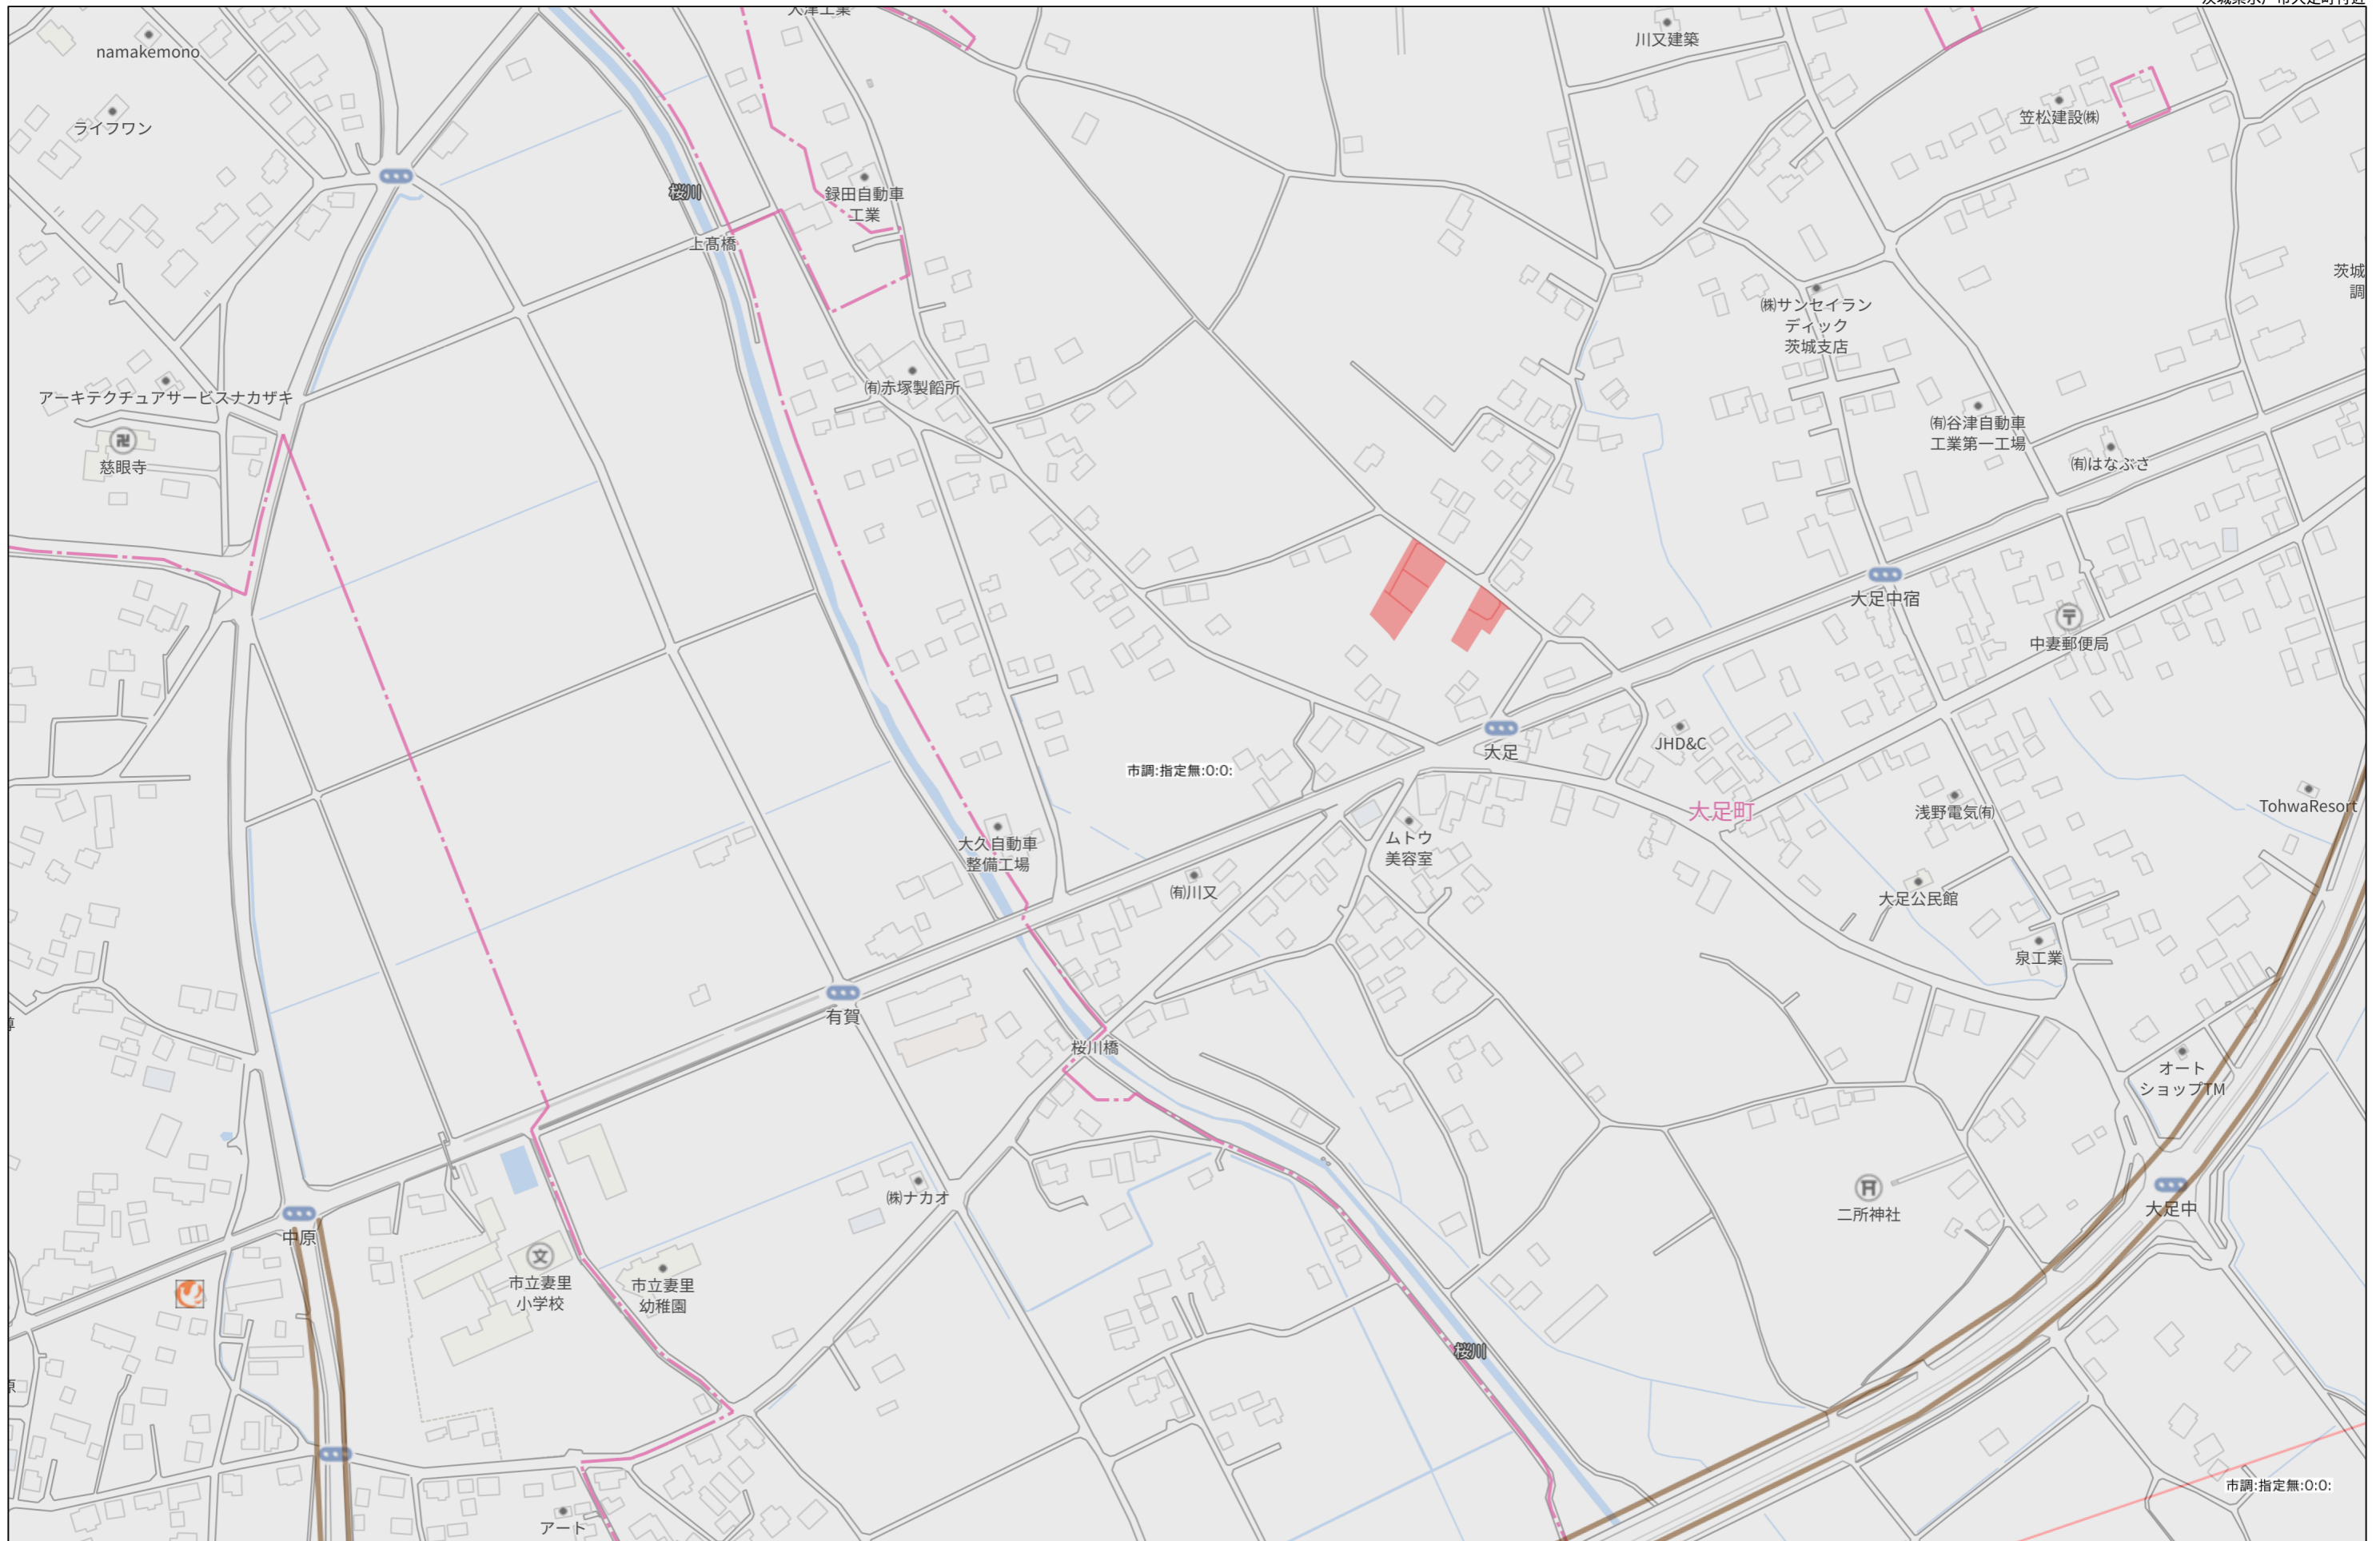 namakemono
ライフワン
川又建築
笠松建設㈱
桜川
録田自動車
工業
上髙橋
茨城
調
㈱サンセイラン
ディック
茨城支店
アーキテクチュアサービスナカザキ
㈲赤塚製餡所
㈲谷津自動車
工業第一工場
卍
慈眼寺
㈲はなぶさ
大足中宿
〒
中妻郵便局
大足
JHD&C
市調:指定無:0:0:
大足町
浅野電気㈲
TohwaResort
大久自動車
整備工場
ムトウ
美容室
㈲川又
大足公民館
泉工業
有賀
桜川橋
オート
ショップTM
㈱ナカオ
二所神社
大足中
中原
文
市立妻里
小学校
市立妻里
幼稚園
桜川
市調:指定無:0:0:
アート